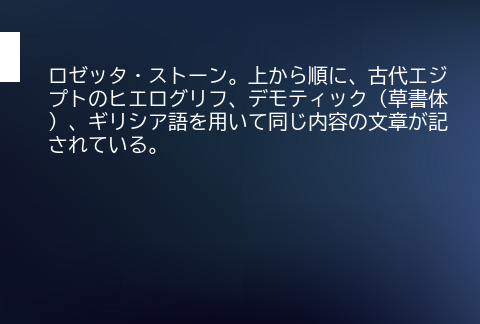 ロゼッタ・ストーン。上から順に、古代エジ
プトのヒエログリフ、デモティック（草書体
）、ギリシア語を用いて同じ内容の文章が記
されている。